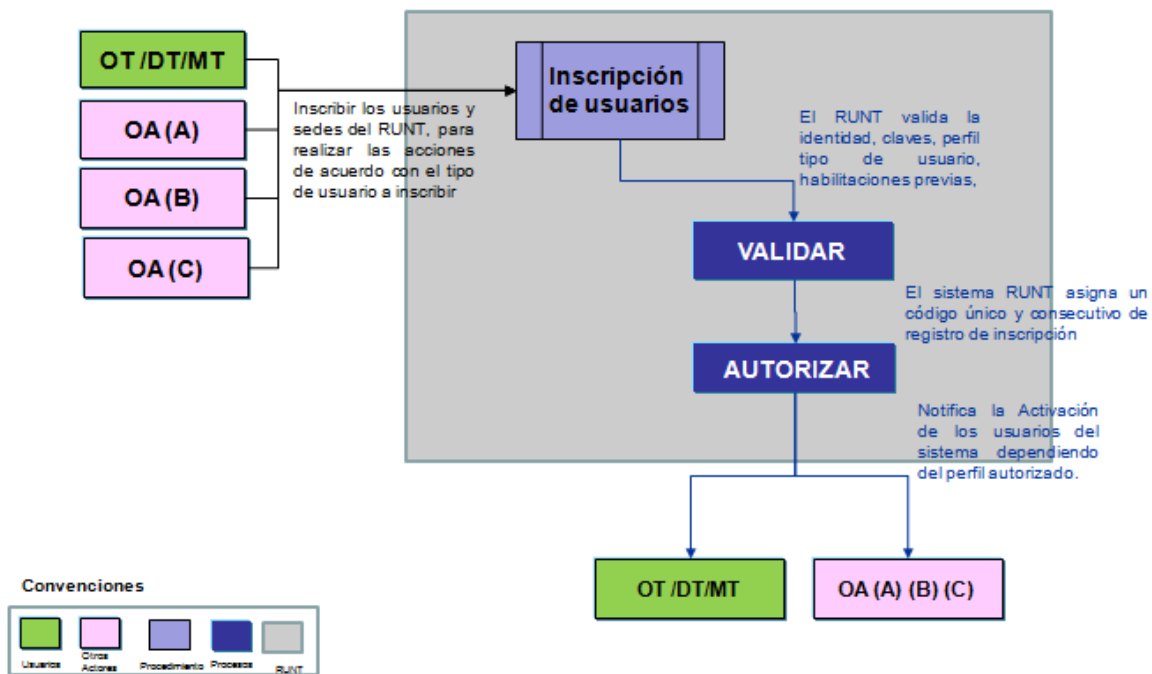 OT /DT/MT
OA (A)
OA (B)
OA (C)
Inscribir los usuarios y
sedes del RUNT, para
realizar las acciones
de acuerdo con el tipo
de usuario a inscribir
Inscripción
de usuarios
El RUNT valida la
identidad, claves, perfil
tipo de usuario,
habilitaciones previas,
VALIDAR
El sistema RUNT asigna un
código único y consecutivo de
registro de inscripción
AUTORIZAR
Notifica la Activación
de los usuarios del
sistema dependiendo
del perfil autorizado.
OT /DT/MT
OA (A) (B) (C)
Convenciones
Usuarios
Otros
Actores
Procedimiento
Procesos
RUNT